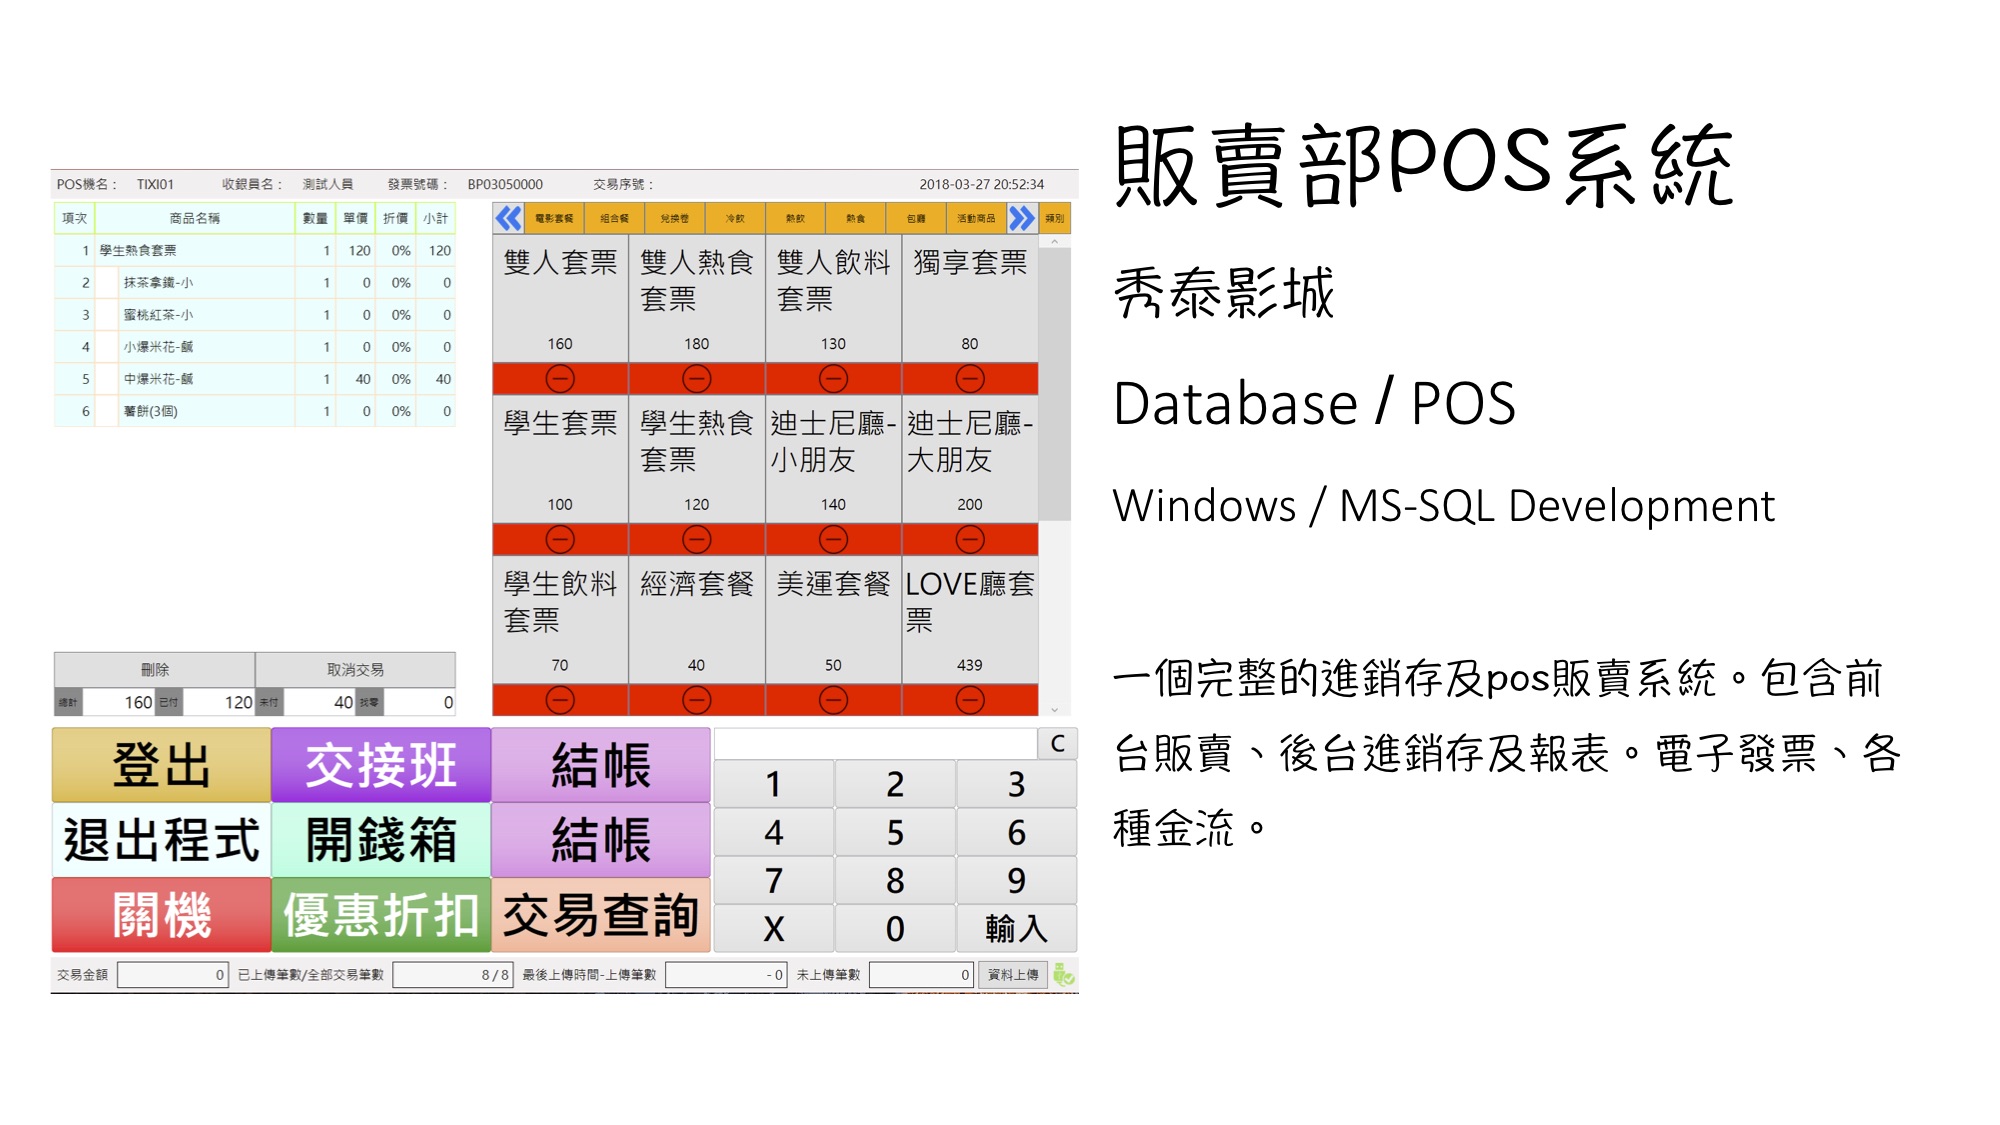 POS機名： TIXI01 收銀員名： 測試人員 發票號碼： BP03050000 交易序號： 2018-03-27 20:52:34
項次 商品名稱 數量 單價 折價 小計
1 學生熱食套票 1 120 0% 120
2 抹茶拿鐵-小 1 0 0% 0
3 蜜桃紅茶-小 1 0 0% 0
4 小爆米花-鹹 1 0 0% 0
5 中爆米花-鹹 1 40 0% 40
6 薯餅(3個) 1 0 0% 0
刪除 取消交易
總計 160 已付 120 未付 40 找零 0
電影套餐 組合餐 兌換卷 冷飲 熱飲 熱食 包廳 活動商品 類別
雙人套票 雙人熱食 雙人飲料 獨享套票
套票 套票
160 180 130 80
學生套票 學生熱食 迪士尼廳- 迪士尼廳-
套票 小朋友 大朋友
100 120 140 200
學生飲料 經濟套餐 美運套餐 LOVE廳套
套票 票
70 40 50 439
登出 交接班 結帳
退出程式 開錢箱 結帳
關機 優惠折扣 交易查詢
C
1 2 3
4 5 6
7 8 9
X 0 輸入
交易金額 0 已上傳筆數/全部交易筆數 8 / 8 最後上傳時間-上傳筆數 - 0 未上傳筆數 0 資料上傳
販賣部POS系統
秀泰影城
Database / POS
Windows / MS-SQL Development
一個完整的進銷存及pos販賣系統。包含前
台販賣、後台進銷存及報表。電子發票、各
種金流。